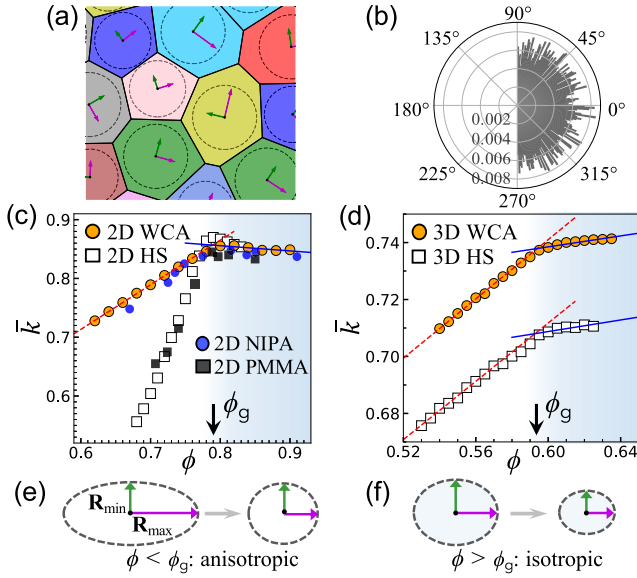 (a)
(b)
90°
135°
45°
180°
0°
0.002
0.004
0.006
0.008
225°
315°
270°
(c)
2D WCA
2D HS
2D NIPA
2D PMMA
0.9
0.8
0.7
0.6
k̄
ϕg
0.6
0.7
0.8
0.9
ϕ
(d)
3D WCA
3D HS
0.74
0.72
0.70
0.68
k̄
ϕg
0.52
0.56
0.60
0.64
ϕ
(e)
Rmin
Rmax
ϕ < ϕg: anisotropic
(f)
ϕ > ϕg: isotropic